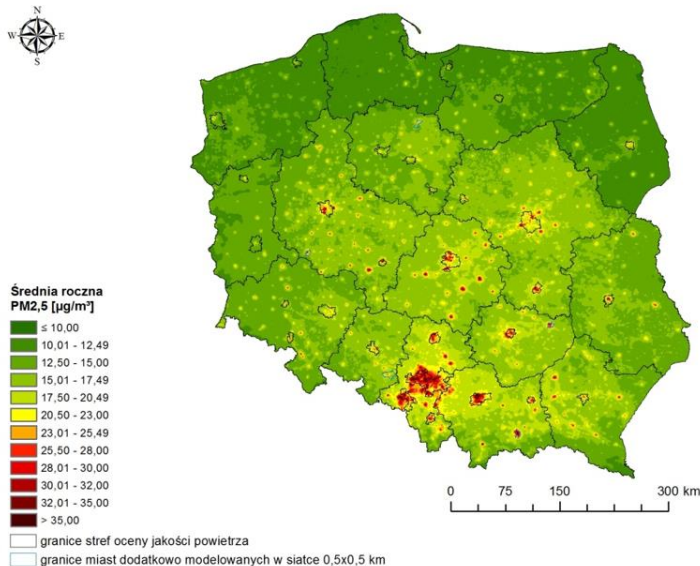 N
W E
S
Średnia roczna
PM2,5 [µg/m³]
≤ 10,00
10,01 - 12,49
12,50 - 15,00
15,01 - 17,49
17,50 - 20,49
20,50 - 23,00
23,01 - 25,49
25,50 - 28,00
28,01 - 30,00
30,01 - 32,00
32,01 - 35,00
> 35,00
granice stref oceny jakości powietrza
granice miast dodatkowo modelowanych w siatce 0,5x0,5 km
0 75 150 300 km